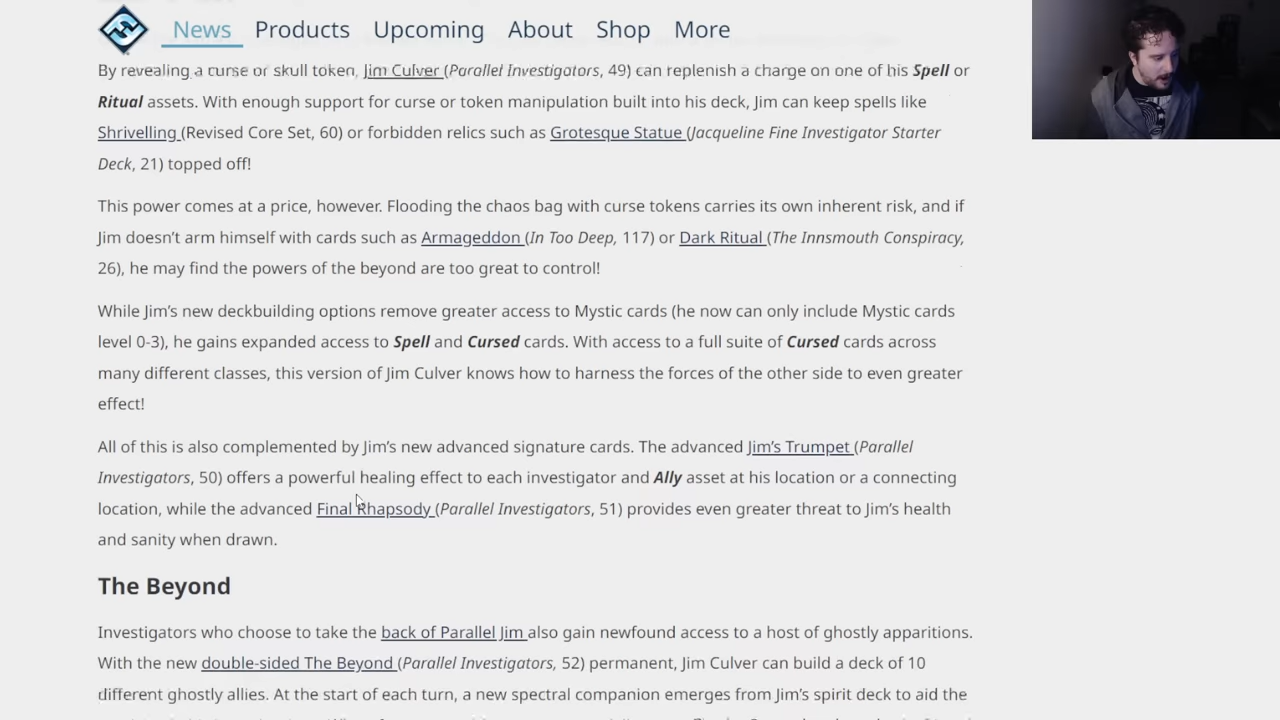 News Products Upcoming About Shop More
By revealing a curse or skull token, Jim Culver (Parallel Investigators, 49) can replenish a charge on one of his Spell or
Ritual assets. With enough support for curse or token manipulation built into his deck, Jim can keep spells like
Shrivelling (Revised Core Set, 60) or forbidden relics such as Grotesque Statue (Jacqueline Fine Investigator Starter
Deck, 21) topped off!
This power comes at a price, however. Flooding the chaos bag with curse tokens carries its own inherent risk, and if
Jim doesn’t arm himself with cards such as Armageddon (In Too Deep, 117) or Dark Ritual (The Innsmouth Conspiracy,
26), he may find the powers of the beyond are too great to control!
While Jim’s new deckbuilding options remove greater access to Mystic cards (he now can only include Mystic cards
level 0-3), he gains expanded access to Spell and Cursed cards. With access to a full suite of Cursed cards across
many different classes, this version of Jim Culver knows how to harness the forces of the other side to even greater
effect!
All of this is also complemented by Jim’s new advanced signature cards. The advanced Jim’s Trumpet (Parallel
Investigators, 50) offers a powerful healing effect to each investigator and Ally asset at his location or a connecting
location, while the advanced Final Rhapsody (Parallel Investigators, 51) provides even greater threat to Jim’s health
and sanity when drawn.
The Beyond
Investigators who choose to take the back of Parallel Jim also gain newfound access to a host of ghostly apparitions.
With the new double-sided The Beyond (Parallel Investigators, 52) permanent, Jim Culver can build a deck of 10
different ghostly allies. At the start of each turn, a new spectral companion emerges from Jim’s spirit deck to aid the